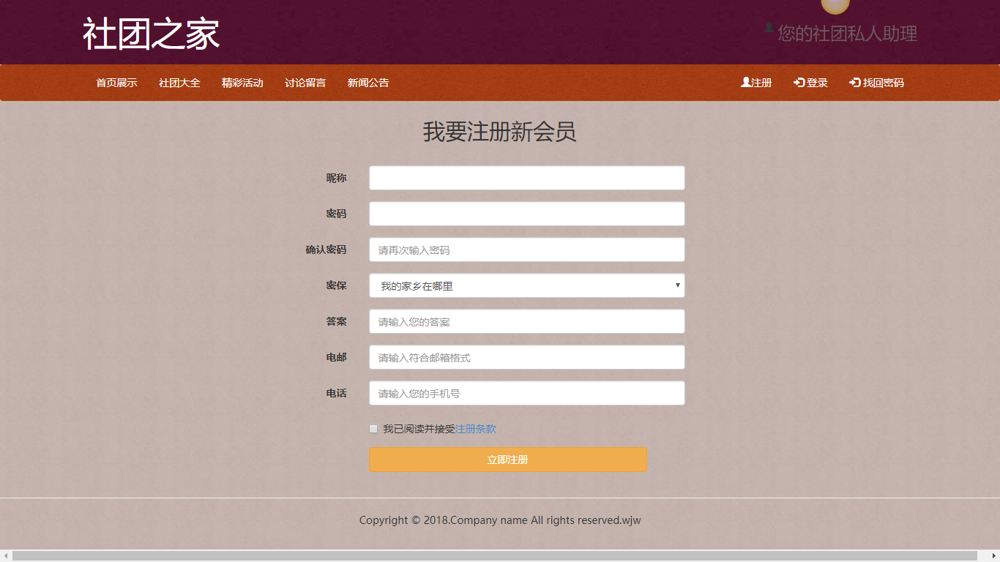 社团之家
您的社团私人助理
首页展示 社团大全 精彩活动 讨论留言 新闻公告 注册 登录 找回密码
我要注册新会员
昵称
密码
确认密码 请再次输入密码
密保 我的家乡在哪里
答案 请输入您的答案
电邮 请输入符合邮箱格式
电话 请输入您的手机号
我已阅读并接受注册条款
立即注册
Copyright © 2018.Company name All rights reserved.wjw